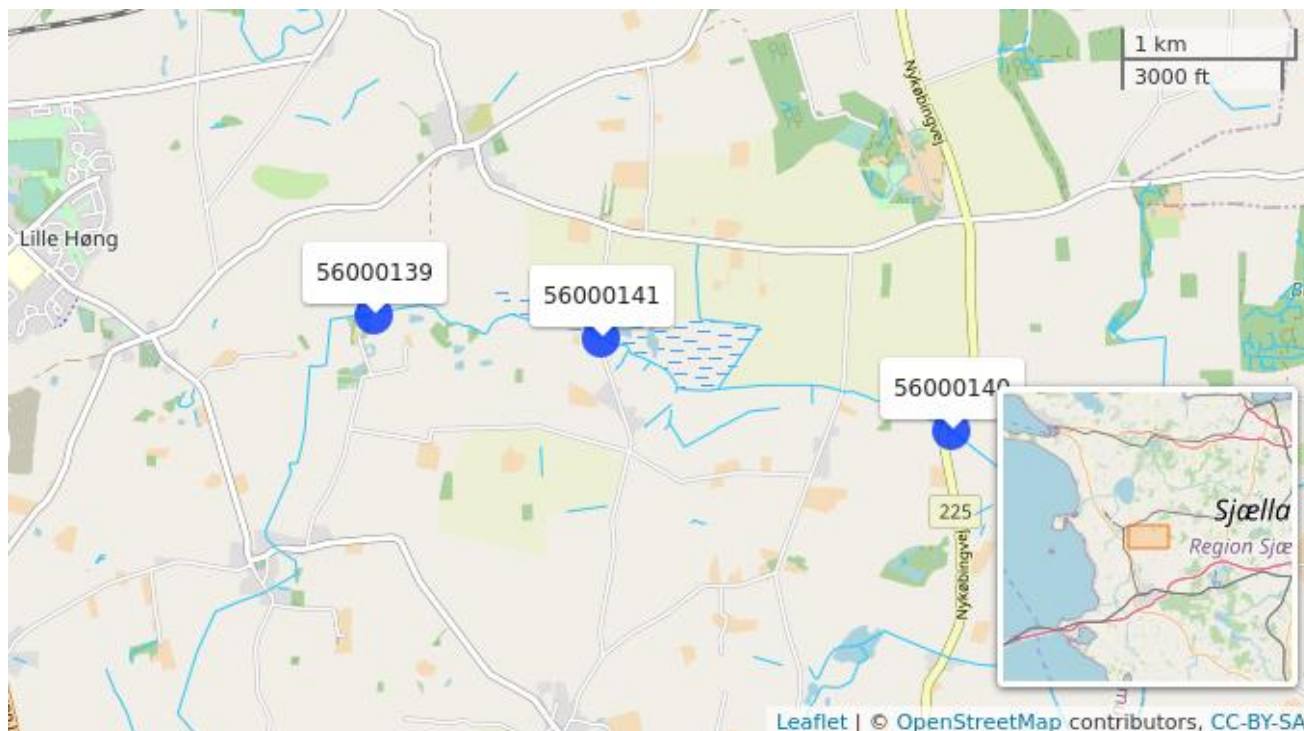 1 km
3000 ft
Nykøbingvej
Lille Høng
56000139
56000141
56000140
225
Nykøbingvej
Sjælla
Region Sjæ
Leaflet | © OpenStreetMap contributors, CC-BY-SA